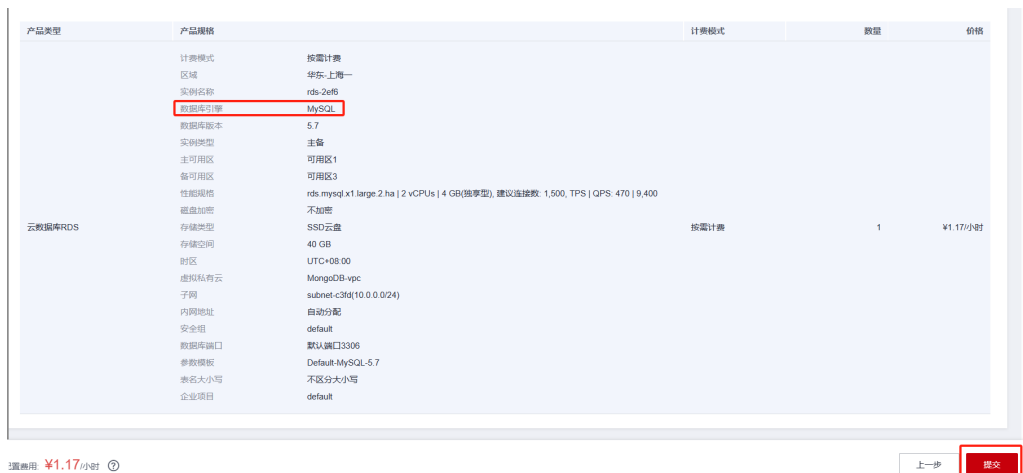 产品类型 产品规格 计费模式 数量 价格
计费模式 按需计费
区域 华东-上海一
实例名称 rds-2ef6
数据库引擎 MySQL
数据库版本 5.7
实例类型 主备
主可用区 可用区1
备可用区 可用区3
性能规格 rds.mysql.x1.large.2.ha | 2 vCPUs | 4 GB(独享型), 建议连接数: 1,500, TPS | QPS: 470 | 9,400
磁盘加密 不加密
云数据库RDS 存储类型 SSD云盘 按需计费 1 ¥1.17/小时
存储空间 40 GB
时区 UTC+08:00
虚拟私有云 MongoDB-vpc
子网 subnet-c3fd(10.0.0.0/24)
内网地址 自动分配
安全组 default
数据库端口 默认端口3306
参数模板 Default-MySQL-5.7
表名大小写 不区分大小写
企业项目 default
置费用: ¥1.17/小时 ? 上一步 提交